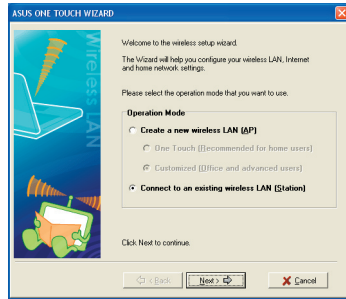 ASUS ONE TOUCH WIZARD
Wireless LAN
Welcome to the wireless setup wizard.
The Wizard will help you configure your wireless LAN, Internet
and home network settings.
Please select the operation mode that you want to use.
Operation Mode
Create a new wireless LAN (AP)
One Touch (Recommended for home users)
Customized (Office and advanced users)
Connect to an existing wireless LAN (Station)
Click Next to continue.
< Back
Next >
Cancel